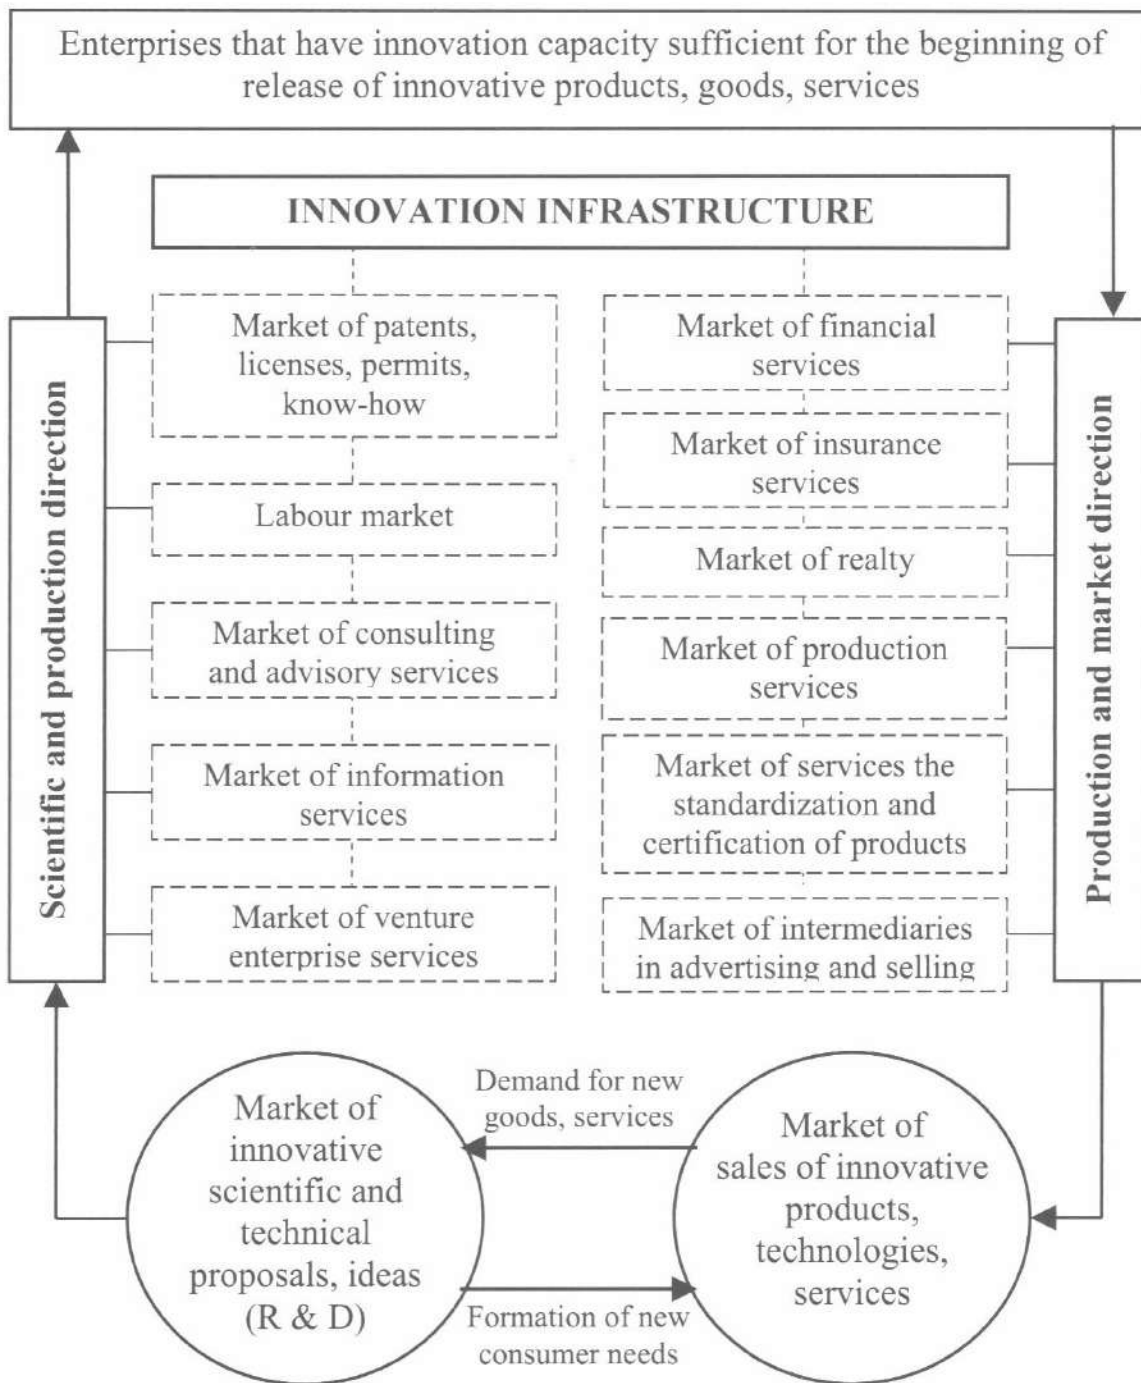 Enterprises that have innovation capacity sufficient for the beginning of
release of innovative products, goods, services
INNOVATION INFRASTRUCTURE
Scientific and production direction
Market of patents,
licenses, permits,
know-how
Labour market
Market of consulting
and advisory services
Market of information
services
Market of venture
enterprise services
Market of financial
services
Market of insurance
services
Market of realty
Market of production
services
Market of services the
standardization and
certification of products
Market of intermediaries
in advertising and selling
Production and market direction
Market of
innovative
scientific and
technical
proposals, ideas
(R & D)
Demand for new
goods, services
Formation of new
consumer needs
Market of
sales of innovative
products,
technologies,
services